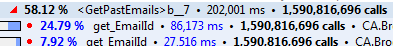 58.12 % <GetPastEmails>b__7 • 202,001 ms • 1,590,816,696 calls
24.79 % get_EmailId • 86,173 ms • 1,590,816,696 calls • CA.Bro
7.92 % get_EmailId • 27,516 ms • 1,590,816,696 calls • CA.Brow